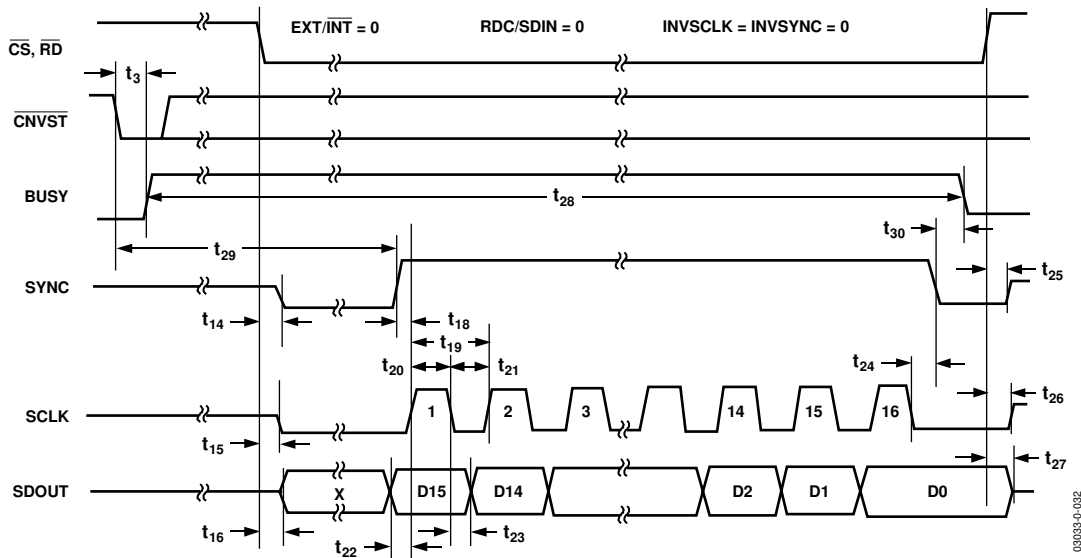 EXT/INT = 0 RDC/SDIN = 0 INVSCLK = INVSYNC = 0
CS, RD
t3
CNVST
BUSY
t28
t30
t29
t25
SYNC
t14
t18
t19
t20
t21
t24
t26
SCLK
1 2 3 14 15 16
t15
t27
SDOUT
X D15 D14 D2 D1 D0
t16
t22
t23
03033-0-032